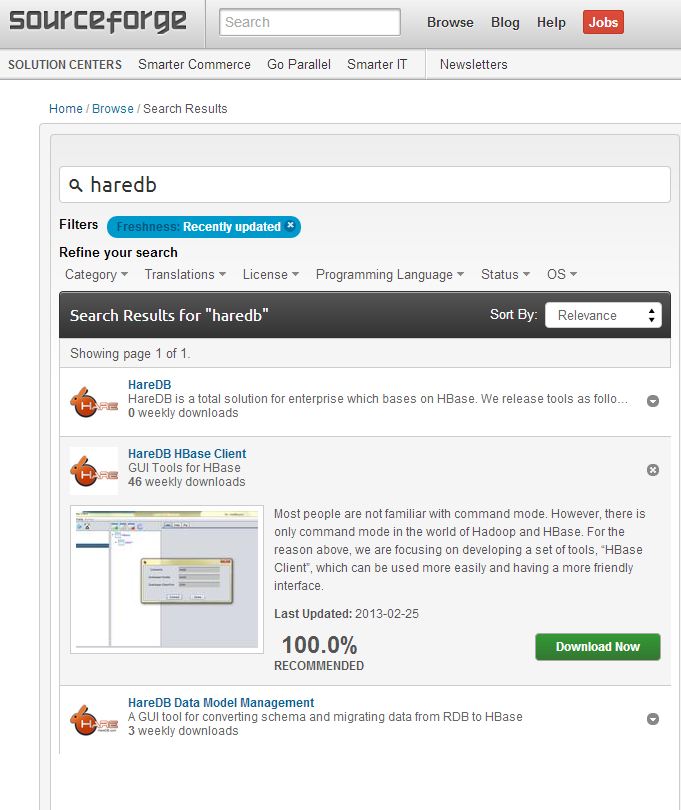 sourceforge Search Browse Blog Help Jobs
SOLUTION CENTERS Smarter Commerce Go Parallel Smarter IT Newsletters
Home / Browse / Search Results
haredb
Filters Freshness: Recently updated
Refine your search
Category Translations License Programming Language Status OS
Search Results for "haredb" Sort By: Relevance
Showing page 1 of 1.
HARE
HareDB
HareDB is a total solution for enterprise which bases on HBase. We release tools as follo…
0 weekly downloads
HARE
HareDB HBase Client
GUI Tools for HBase
46 weekly downloads
Most people are not familiar with command mode. However, there is
only command mode in the world of Hadoop and HBase. For the
reason above, we are focusing on developing a set of tools, “HBase
Client”, which can be used more easily and having a more friendly
interface.
Last Updated: 2013-02-25
100.0%
RECOMMENDED
Download Now
HARE
HareDB.com
HareDB Data Model Management
A GUI tool for converting schema and migrating data from RDB to HBase
3 weekly downloads